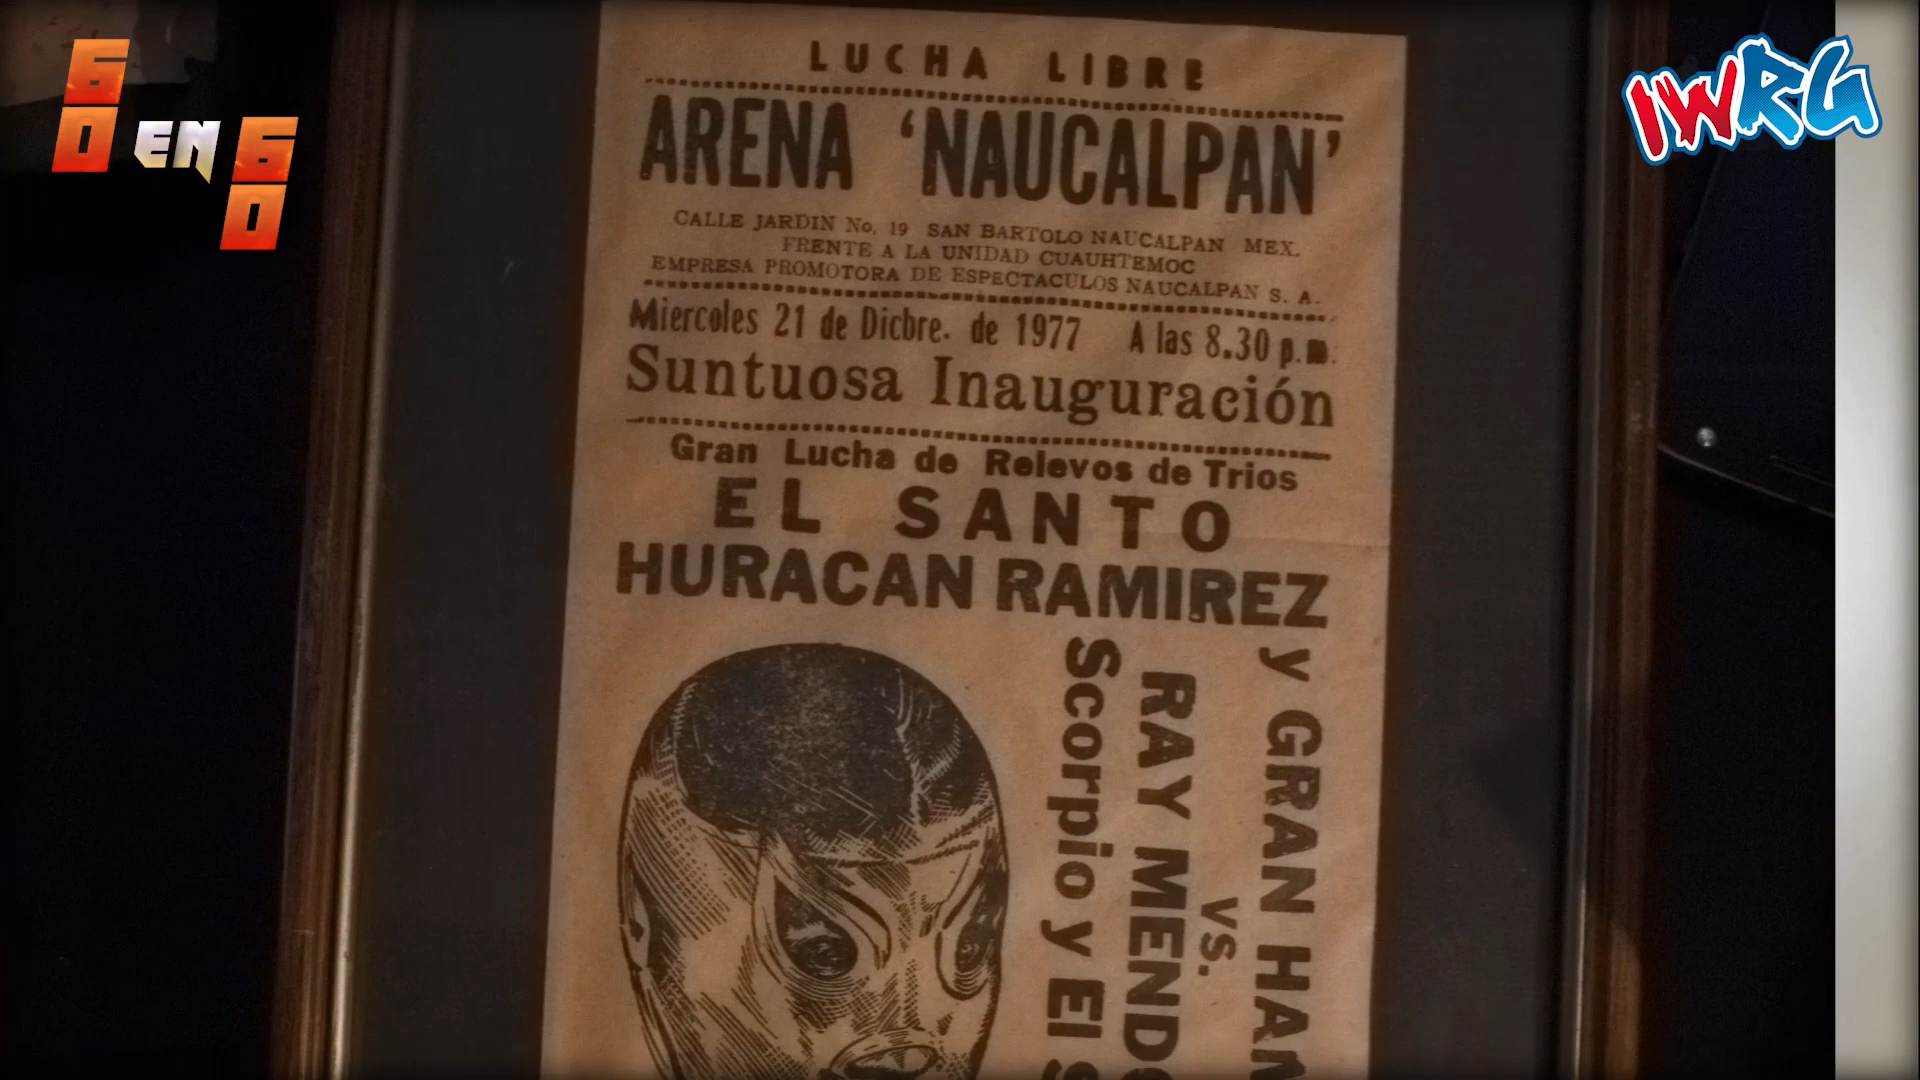 60 EN 60
IWRG
LUCHA LIBRE
ARENA ‘NAUCALPAN’
CALLE JARDIN No. 19 SAN BARTOLO NAUCALPAN MEX.
FRENTE A LA UNIDAD CUAUHTEMOC
EMPRESA PROMOTORA DE ESPECTACULOS NAUCALPAN S. A.
Miercoles 21 de Dicbre. de 1977 A las 8.30 p.m.
Suntuosa Inauguración
Gran Lucha de Relevos de Trios
EL SANTO
HURACAN RAMIREZ
y GRAN
vs.
RAY
Scorpio y El